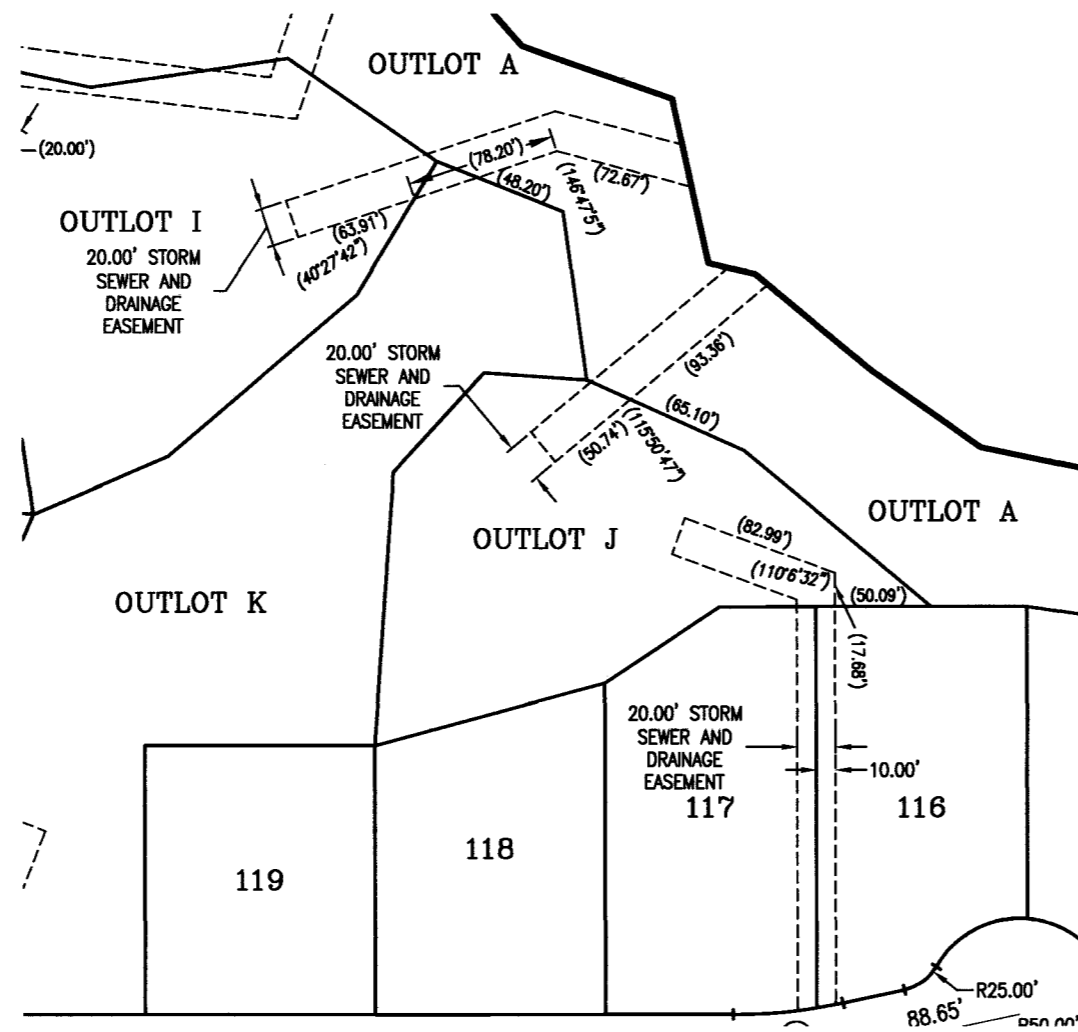 OUTLOT A
(20.00')
(78.20')
(48.20')
(146°47'5")
(72.67')
OUTLOT I
(63.91')
(40°27'42")
20.00' STORM
SEWER AND
DRAINAGE
EASEMENT
20.00' STORM
SEWER AND
DRAINAGE
EASEMENT
(93.36')
(65.10')
(50.74')
(115°50'47")
OUTLOT A
OUTLOT J
(82.99')
(110°6'32")
(50.09')
OUTLOT K
(17.68')
20.00' STORM
SEWER AND
DRAINAGE
EASEMENT
10.00'
117
116
118
119
R25.00'
88.65'
R50.00'